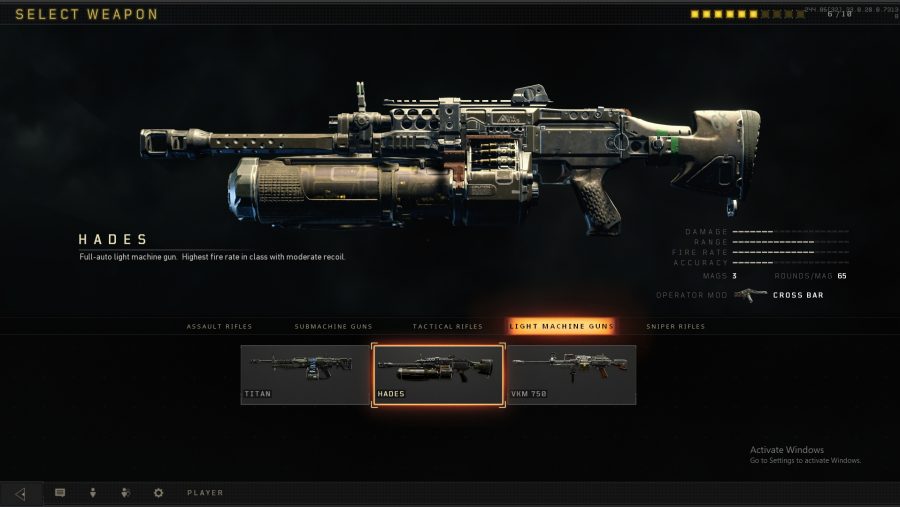 SELECT WEAPON
6/10
HADES
Full-auto light machine gun. Highest fire rate in class with moderate recoil.
DAMAGE
RANGE
FIRE RATE
ACCURACY
MAGS 3 ROUNDS/MAG 65
OPERATOR MOD CROSS BAR
ASSAULT RIFLES SUBMACHINE GUNS TACTICAL RIFLES LIGHT MACHINE GUNS SNIPER RIFLES
TITAN HADES VKM 750
Activate Windows
Go to Settings to activate Windows.
PLAYER